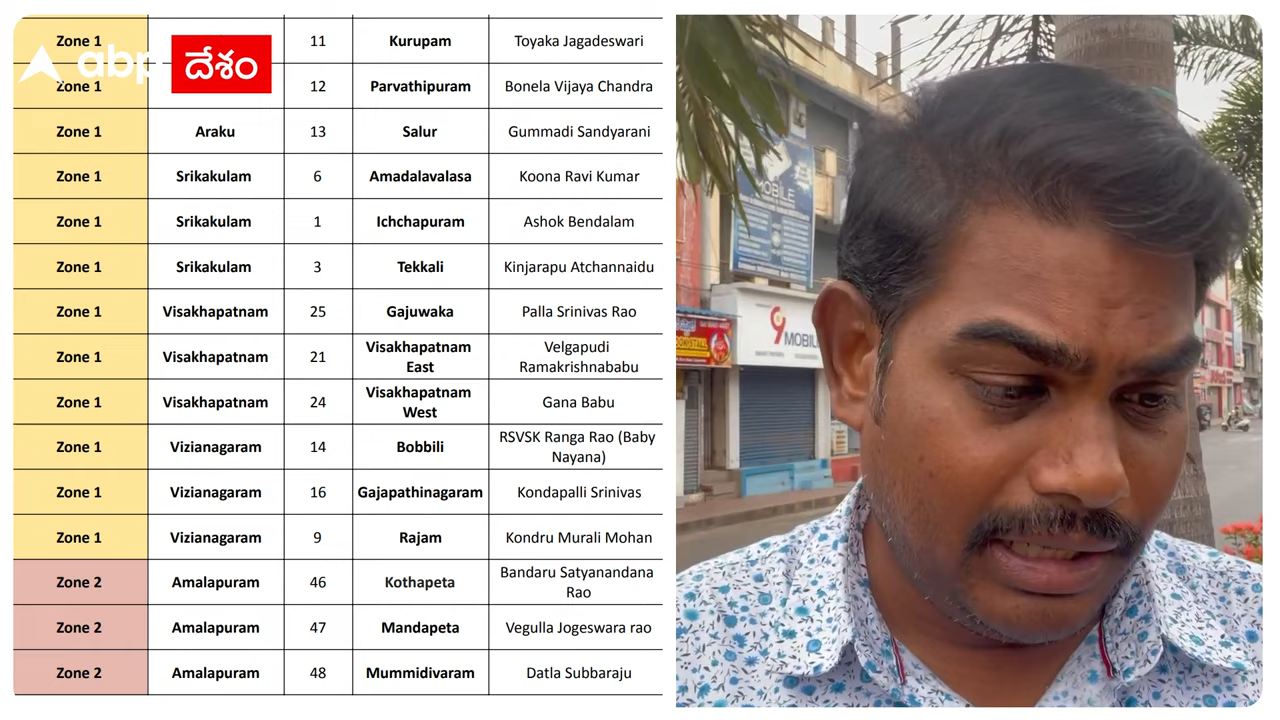 Zone 1 11 Kurupam Toyaka Jagadeswari
abp దేశం
Zone 1 12 Parvathipuram Bonela Vijaya Chandra
Zone 1 Araku 13 Salur Gummadi Sandyarani
Zone 1 Srikakulam 6 Amadalavalasa Koona Ravi Kumar
Zone 1 Srikakulam 1 Ichchapuram Ashok Bendalam
Zone 1 Srikakulam 3 Tekkali Kinjarapu Atchannaidu
Zone 1 Visakhapatnam 25 Gajuwaka Palla Srinivas Rao
Zone 1 Visakhapatnam 21 Visakhapatnam East Velgapudi Ramakrishnababu
Zone 1 Visakhapatnam 24 Visakhapatnam West Gana Babu
Zone 1 Vizianagaram 14 Bobbili RSVSK Ranga Rao (Baby Nayana)
Zone 1 Vizianagaram 16 Gajapathinagaram Kondapalli Srinivas
Zone 1 Vizianagaram 9 Rajam Kondru Murali Mohan
Zone 2 Amalapuram 46 Kothapeta Bandaru Satyanandana Rao
Zone 2 Amalapuram 47 Mandapeta Vegulla Jogeswara rao
Zone 2 Amalapuram 48 Mummidivaram Datla Subbaraju
MOBILE
9
MOBIL